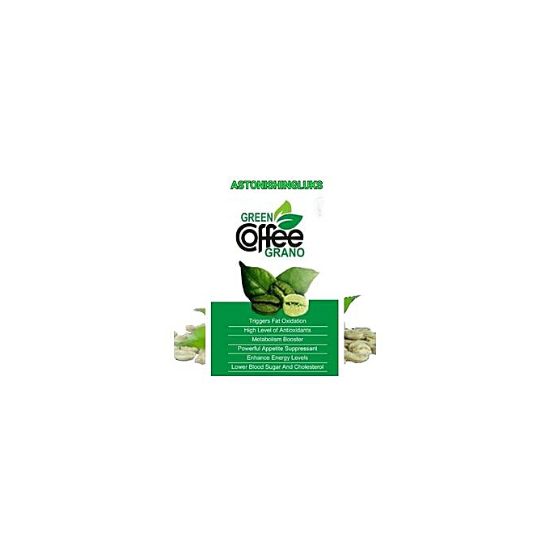 ASTONISHINGLUKS
GREEN
Coffee
GRANO
Triggers Fat Oxidation
High Level of Antioxidants
Metabolism Booster
Powerful Appetite Suppressant
Enhance Energy Levels
Lower Blood Sugar And Cholesterol